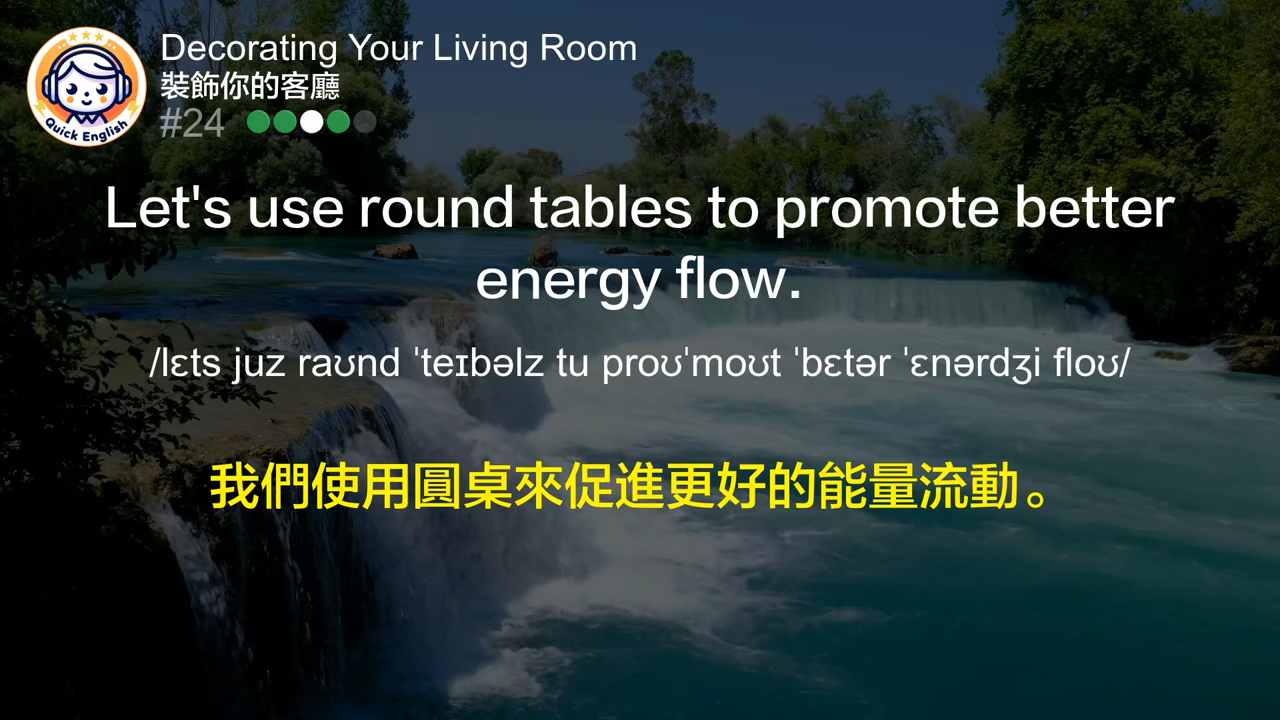 Decorating Your Living Room
裝飾你的客廳
#24
Quick English
Let's use round tables to promote better
energy flow.
/lɛts juz raʊnd ˈteɪbəlz tu proʊˈmoʊt ˈbɛtər ˈɛnərdʒi floʊ/
我們使用圓桌來促進更好的能量流動。